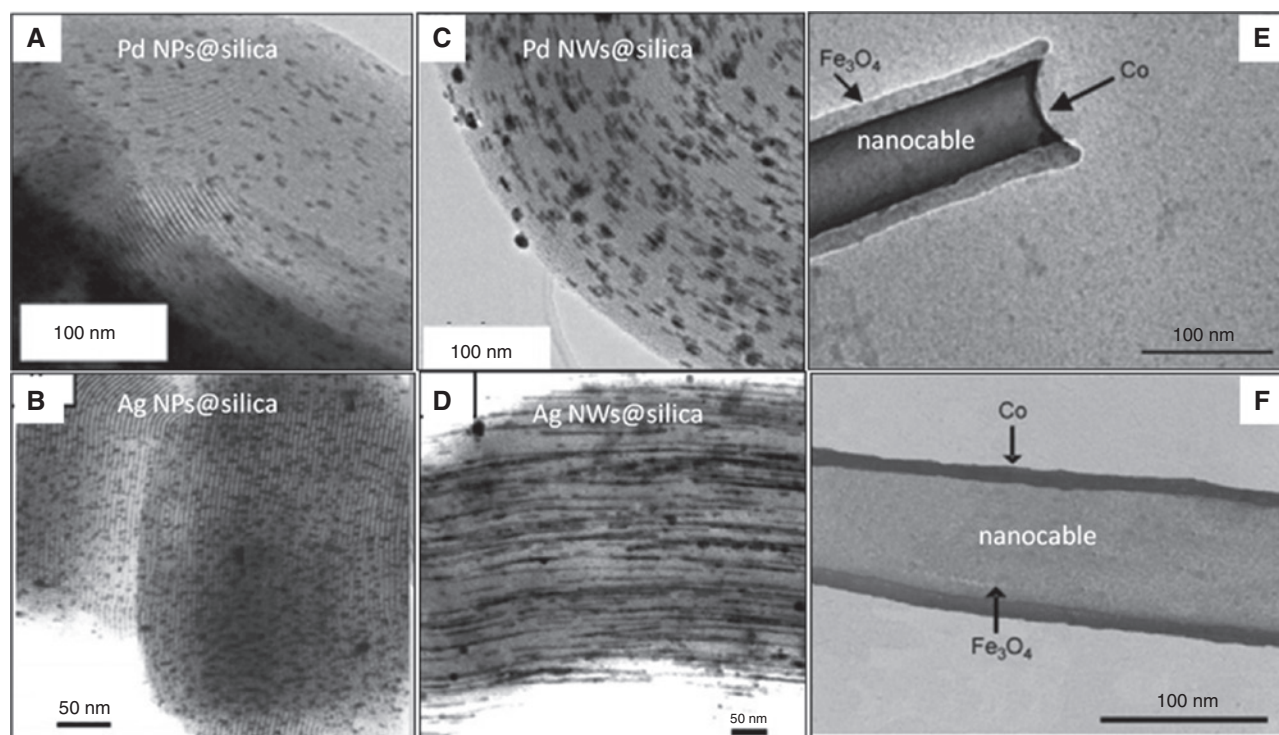 A
Pd NPs@silica
100 nm
B
Ag NPs@silica
50 nm
C
Pd NWs@silica
100 nm
D
Ag NWs@silica
50 nm
E
Fe₃O₄
Co
nanocable
100 nm
F
Co
nanocable
Fe₃O₄
100 nm